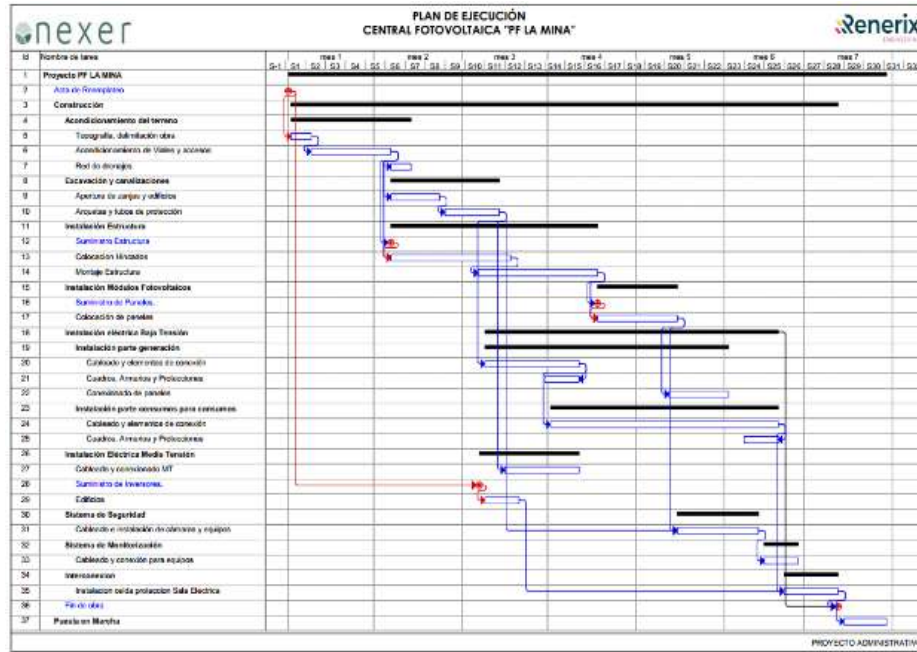 nexer
PLAN DE EJECUCIÓN
CENTRAL FOTOVOLTAICA "PF LA MINA"
Renerix
Id Nombre de tarea
mes 1 mes 2 mes 3 mes 4 mes 5 mes 6 mes 7
S-1 S1 S2 S3 S4 S5 S6 S7 S8 S9 S10 S11 S12 S13 S14 S15 S16 S17 S18 S19 S20 S21 S22 S23 S24 S25 S26 S27 S28 S29 S30 S31 S32
1 Proyecto PF LA MINA
2 Acta de Reemplateo
3 Construcción
4 Acondicionamiento del terreno
5 Topografía, delimitación obra
6 Acondicionamiento de Viales y accesos
7 Red de drenajes
8 Excavación y canalizaciones
9 Apertura de zanjas y edificios
10 Arquetas y tubos de protección
11 Instalación Estructura
12 Suministro Estructura
13 Colocación Hincados
14 Montaje Estructura
15 Instalación Módulos Fotovoltaicos
16 Suministro de Paneles.
17 Colocación de paneles
18 Instalación eléctrica Baja Tensión
19 Instalación parte generación
20 Cableado y elementos de conexión
21 Cuadros, Armarios y Protecciones
22 Conexionado de paneles
23 Instalación parte consumos para consumos
24 Cableado y elementos de conexión
25 Cuadros, Armarios y Protecciones
26 Instalación Eléctrica Media Tensión
27 Cableado y conexionado MT
28 Suministro de Inversores.
29 Edificios
30 Sistema de Seguridad
31 Cableado e instalación de cámaras y equipos
32 Sistema de Monitorización
33 Cableado y conexión para equipos
34 Interconexion
35 Instalacion celda proteccion Sala Electrica
36 Fin de obra
37 Puesta en Marcha
PROYECTO ADMINISTRATIV